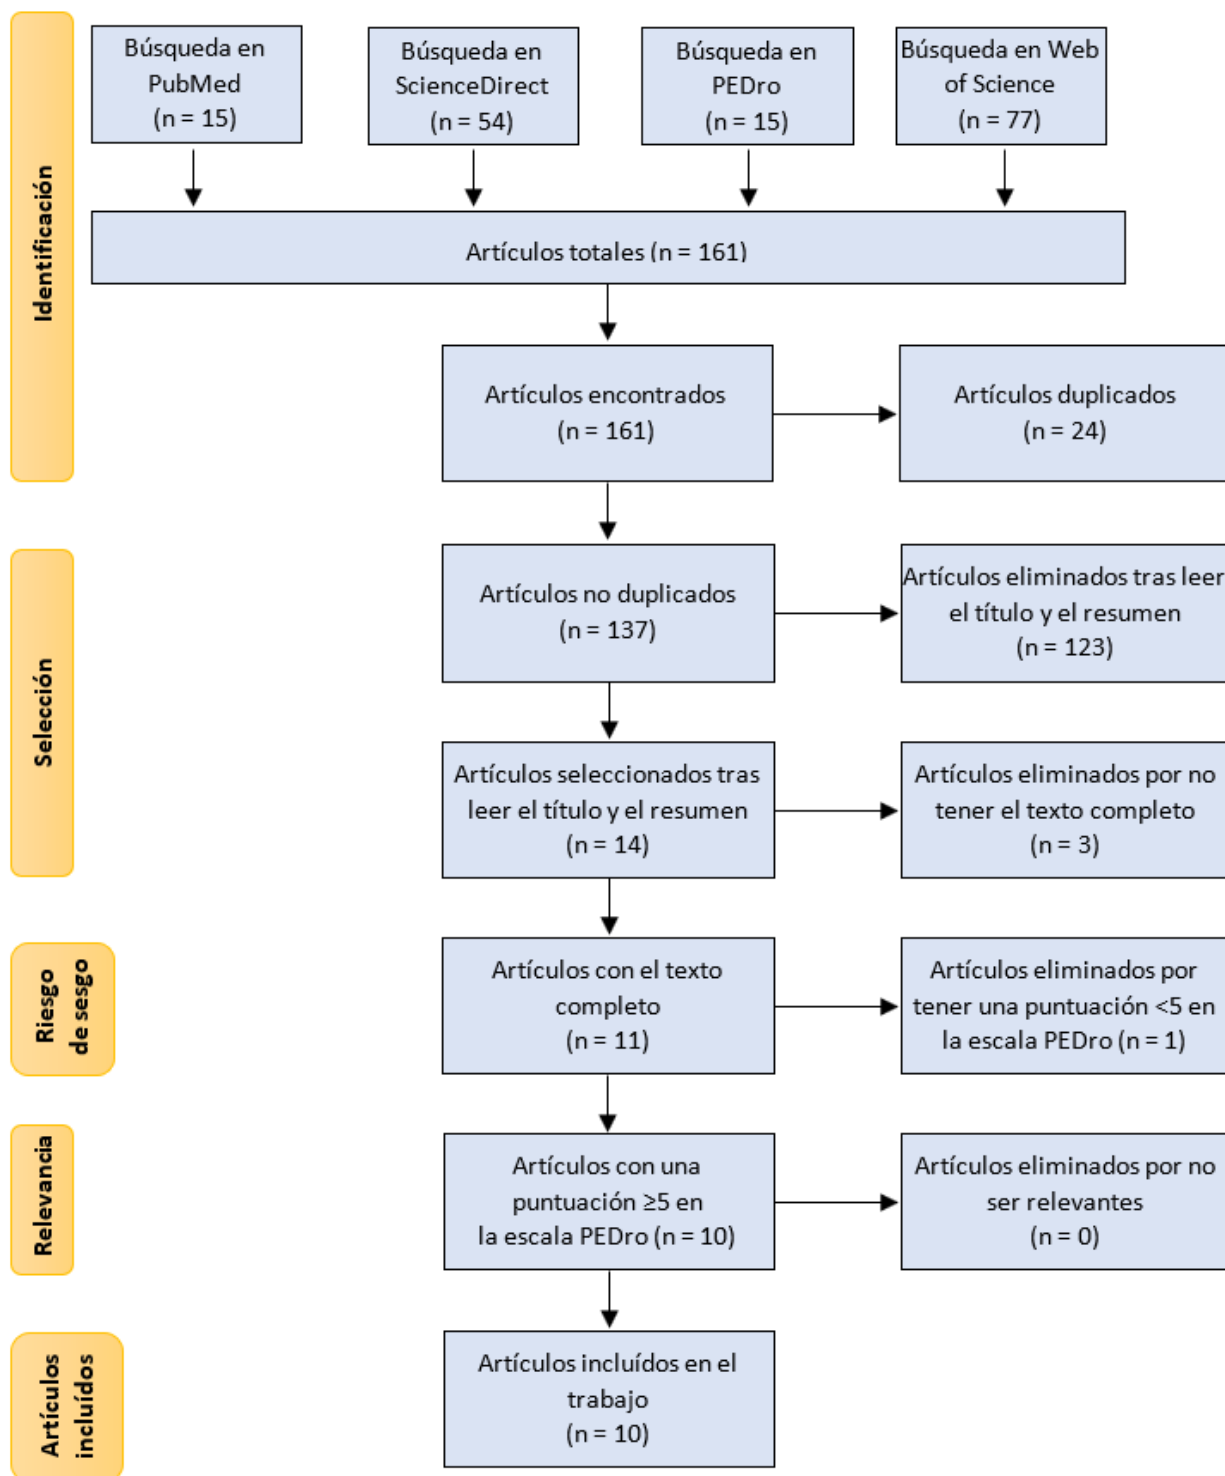 Identificación
Búsqueda en
PubMed
(n = 15)
Búsqueda en
ScienceDirect
(n = 54)
Búsqueda en
PEDro
(n = 15)
Búsqueda en Web
of Science
(n = 77)
Artículos totales (n = 161)
Artículos encontrados
(n = 161)
Artículos duplicados
(n = 24)
Selección
Artículos no duplicados
(n = 137)
Artículos eliminados tras leer
el título y el resumen
(n = 123)
Artículos seleccionados tras
leer el título y el resumen
(n = 14)
Artículos eliminados por no
tener el texto completo
(n = 3)
Riesgo
de sesgo
Artículos con el texto
completo
(n = 11)
Artículos eliminados por
tener una puntuación <5 en
la escala PEDro (n = 1)
Relevancia
Artículos con una
puntuación ≥5 en
la escala PEDro (n = 10)
Artículos eliminados por no
ser relevantes
(n = 0)
Artículos
incluídos
Artículos incluídos en el
trabajo
(n = 10)